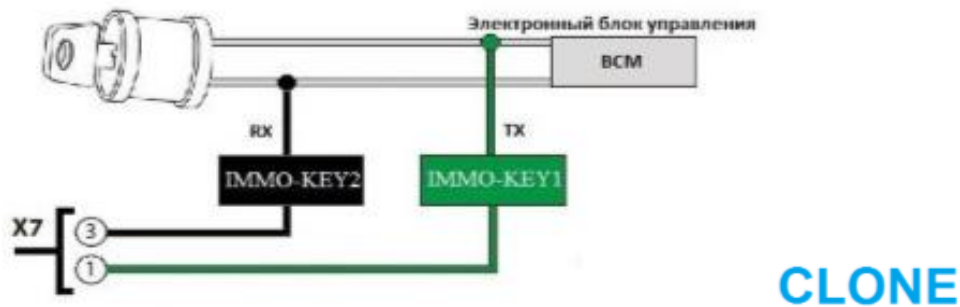 Электронный блок управления
BCM
RX
TX
IMMO-KEY2
IMMO-KEY1
X7
3
1
CLONE